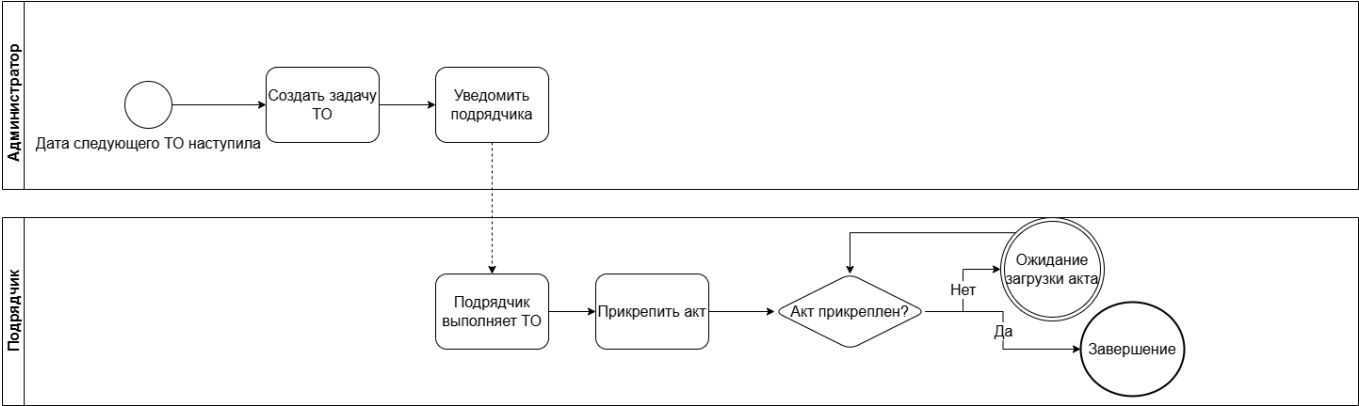 Администратор
Дата следующего ТО наступила
Создать задачу
ТО
Уведомить
подрядчика
Подрядчик
Подрядчик
выполняет ТО
Прикрепить акт
Акт прикреплен?
Нет
Ожидание
загрузки акта
Да
Завершение